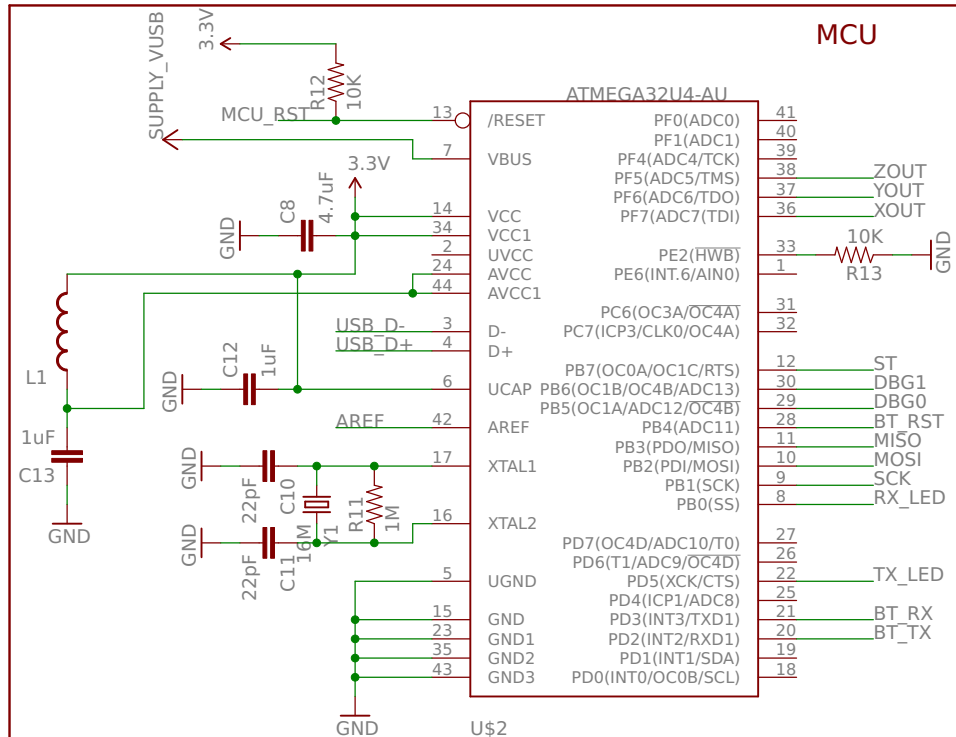 MCU
3.3V
SUPPLY_VUSB
R12
10K
MCU_RST
ATMEGA32U4-AU
13
/RESET
7
VBUS
3.3V
C8
4.7uF
GND
14
VCC
34
VCC1
2
UVCC
24
AVCC
44
AVCC1
USB_D-
3
D-
USB_D+
4
D+
L1
GND
C12
1uF
6
UCAP
AREF
42
AREF
1uF
C13
GND
GND
22pF
C10
17
XTAL1
16M
Y1
R11
1M
16
XTAL2
GND
22pF
C11
5
UGND
15
GND
23
GND1
35
GND2
43
GND3
GND
U$2
PF0(ADC0)
41
PF1(ADC1)
40
PF4(ADC4/TCK)
39
PF5(ADC5/TMS)
38
ZOUT
PF6(ADC6/TDO)
37
YOUT
PF7(ADC7(TDI)
36
XOUT
PE2(HWB)
33
10K
R13
GND
PE6(INT.6/AIN0)
1
PC6(OC3A/OC4A)
31
PC7(ICP3/CLK0/OC4A)
32
PB7(OC0A/OC1C/RTS)
12
ST
PB6(OC1B/OC4B/ADC13)
30
DBG1
PB5(OC1A/ADC12/OC4B)
29
DBG0
PB4(ADC11)
28
BT_RST
PB3(PDO/MISO)
11
MISO
PB2(PDI/MOSI)
10
MOSI
PB1(SCK)
9
SCK
PB0(SS)
8
RX_LED
PD7(OC4D/ADC10/T0)
27
PD6(T1/ADC9/OC4D)
26
PD5(XCK/CTS)
22
TX_LED
PD4(ICP1/ADC8)
25
PD3(INT3/TXD1)
21
BT_RX
PD2(INT2/RXD1)
20
BT_TX
PD1(INT1/SDA)
19
PD0(INT0/OC0B/SCL)
18